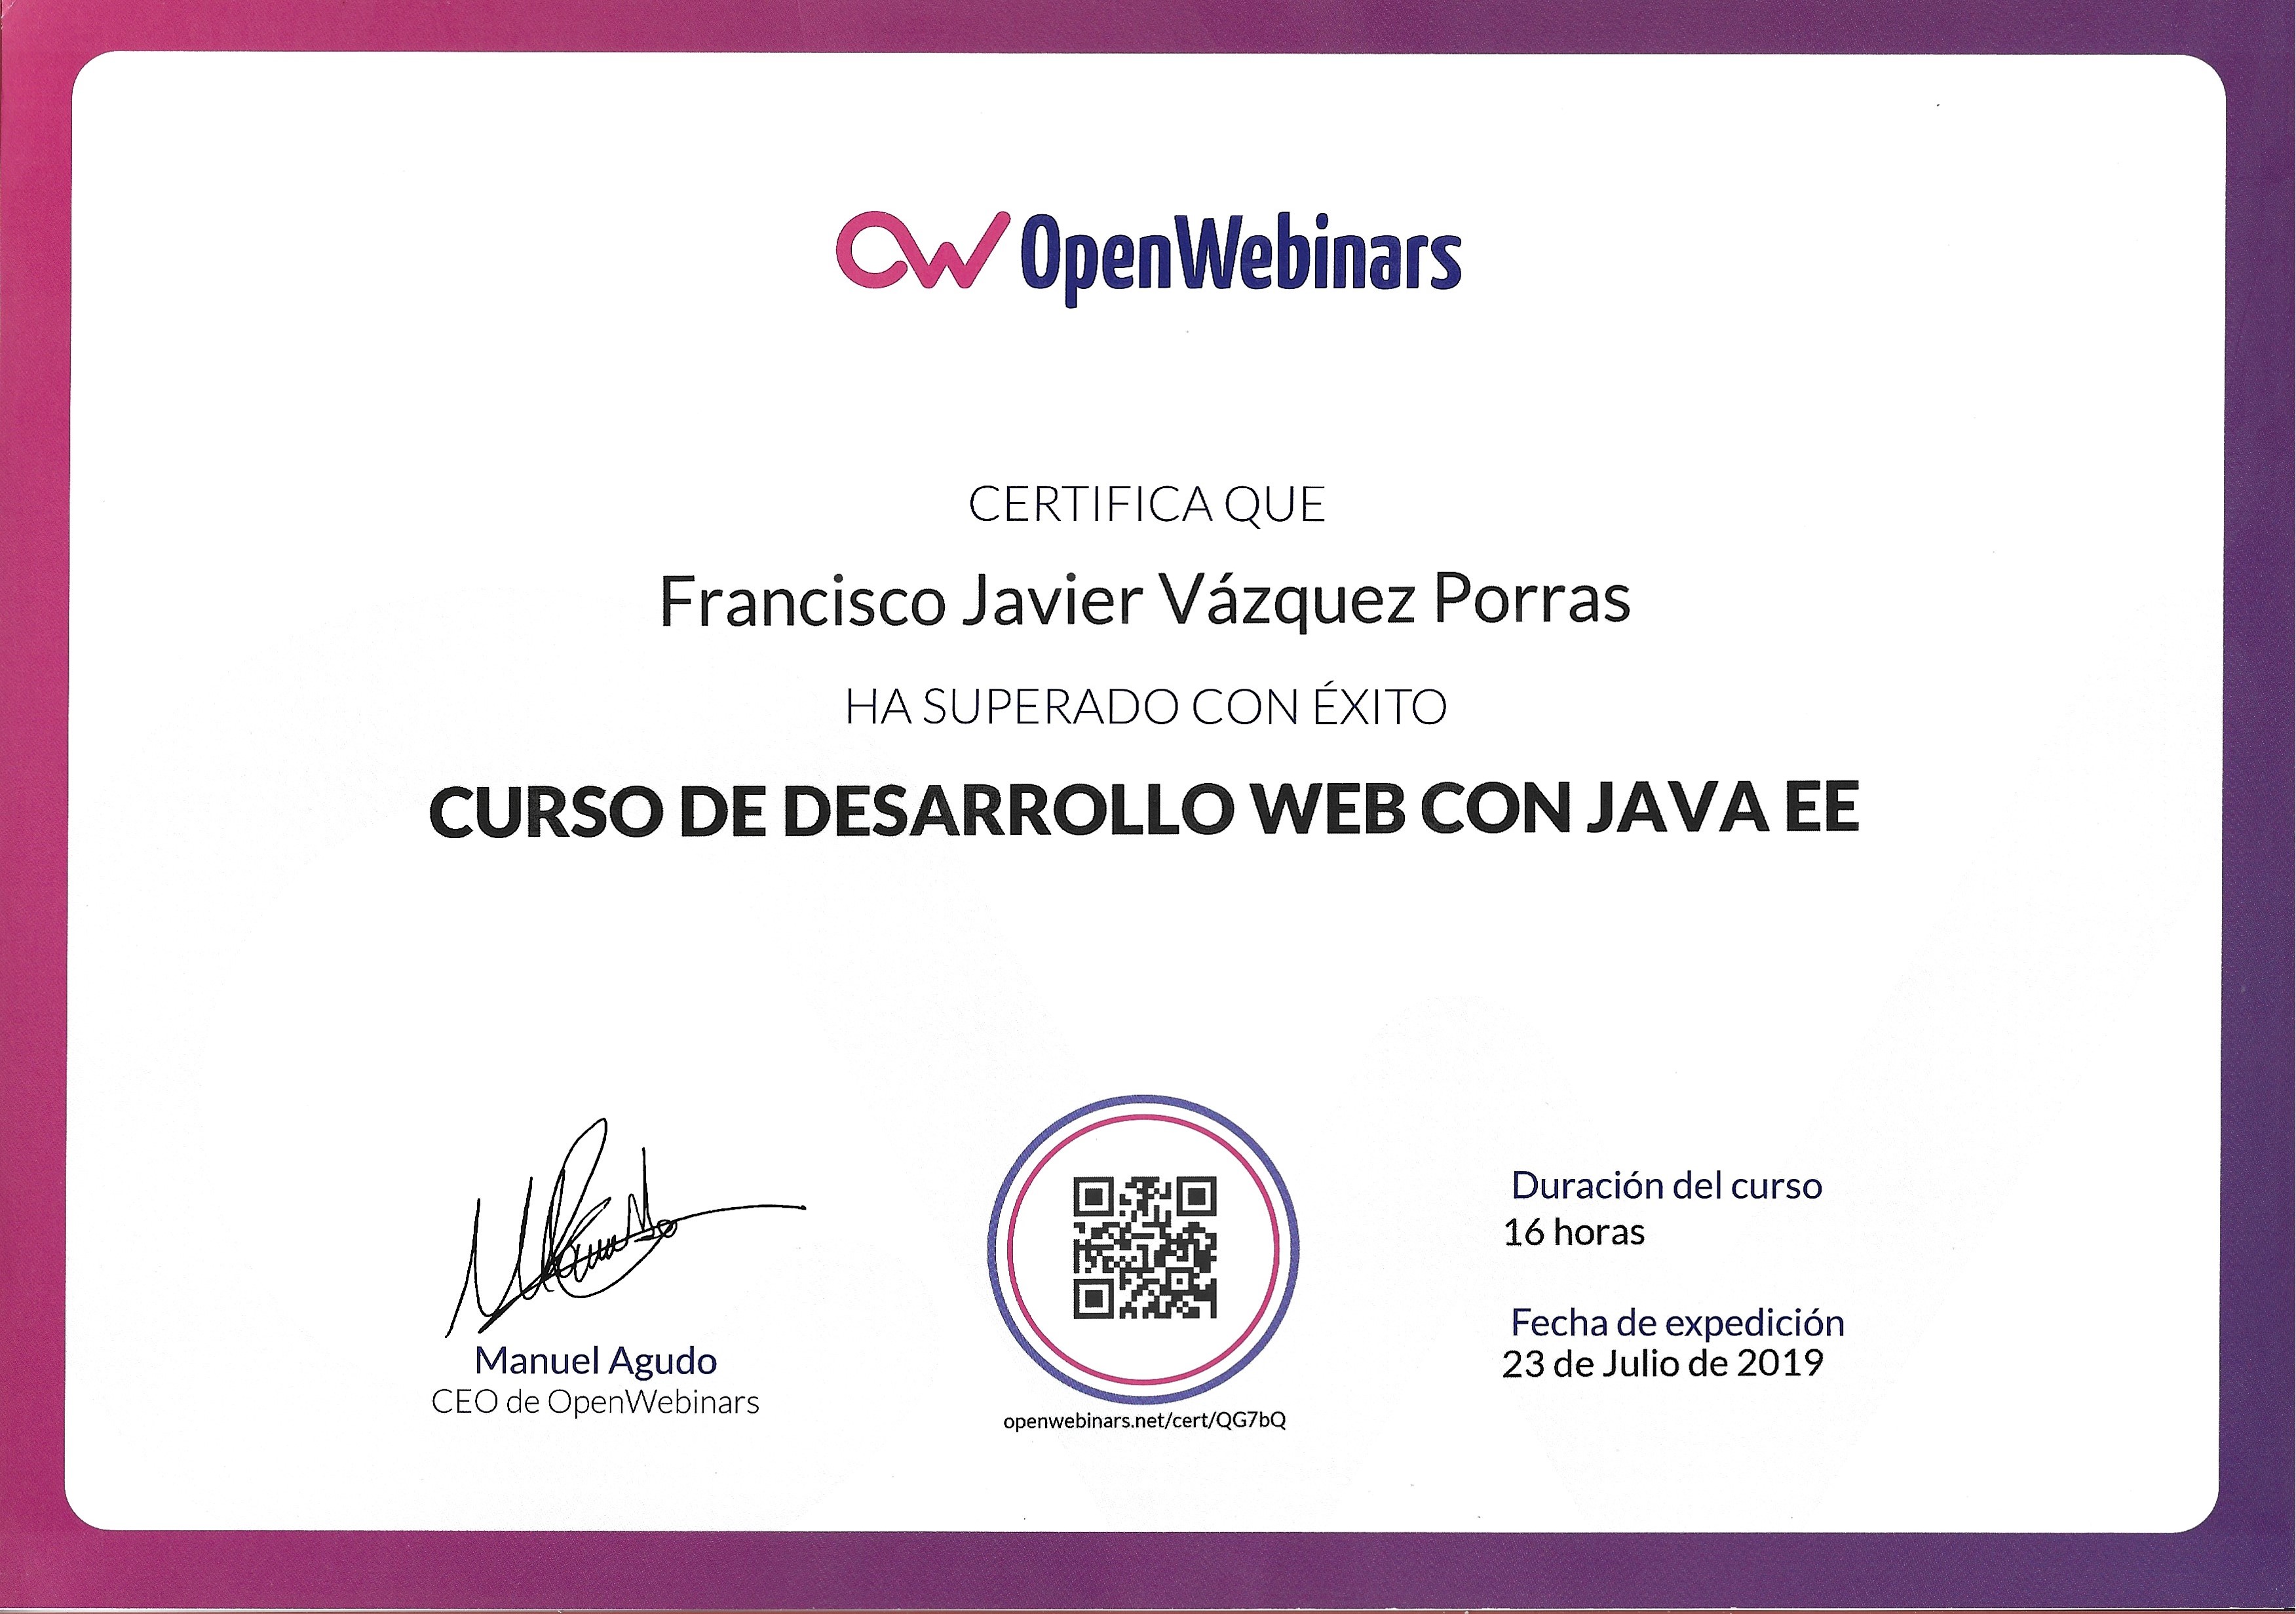 OpenWebinars
CERTIFICA QUE
Francisco Javier Vázquez Porras
HA SUPERADO CON ÉXITO
CURSO DE DESARROLLO WEB CON JAVA EE
Manuel Agudo
CEO de OpenWebinars
openwebinars.net/cert/QG7bQ
Duración del curso
16 horas
Fecha de expedición
23 de Julio de 2019